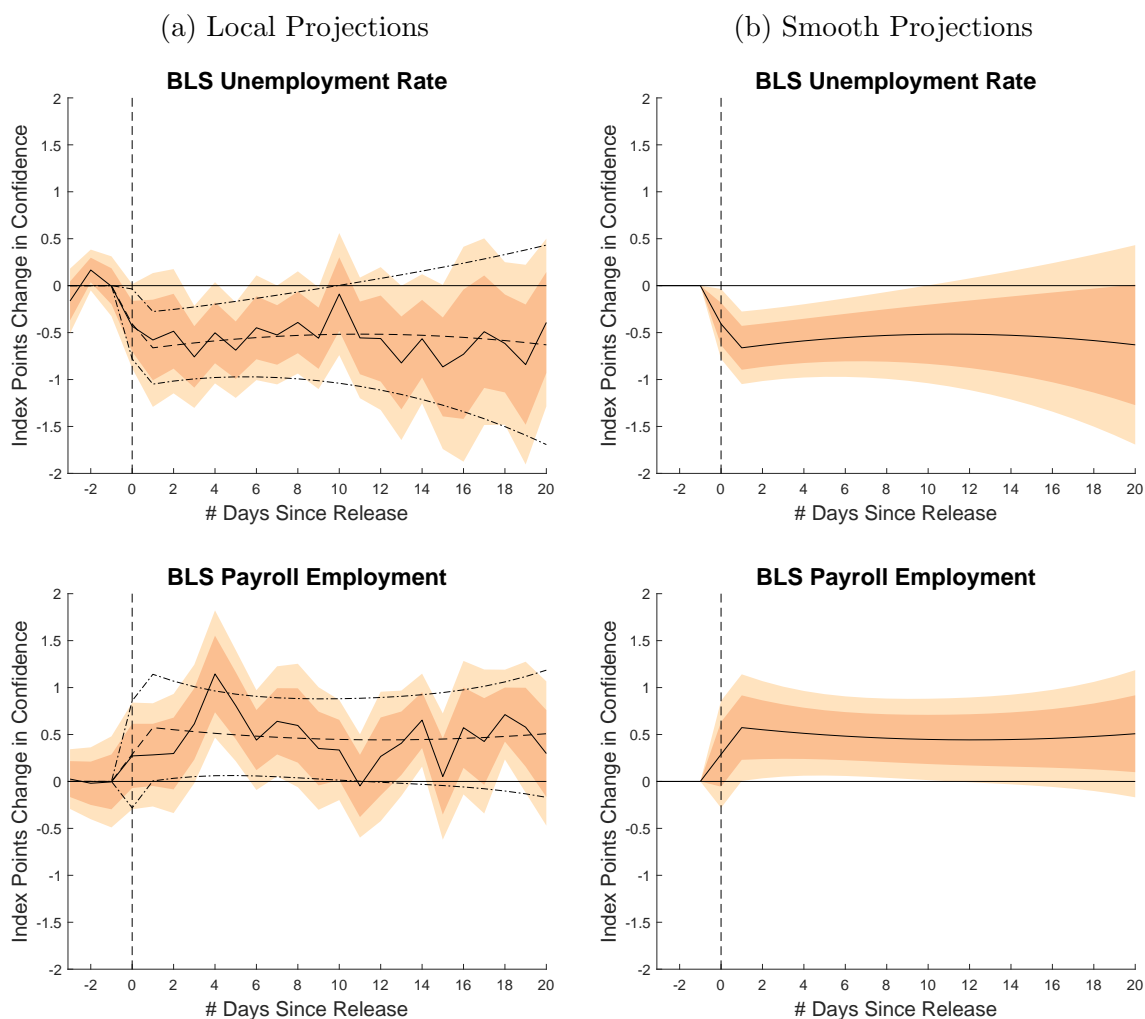 (a) Local Projections
(b) Smooth Projections
BLS Unemployment Rate
BLS Unemployment Rate
Index Points Change in Confidence
2
1.5
1
0.5
0
-0.5
-1
-1.5
-2
-2 0 2 4 6 8 10 12 14 16 18 20
# Days Since Release
Index Points Change in Confidence
2
1.5
1
0.5
0
-0.5
-1
-1.5
-2
-2 0 2 4 6 8 10 12 14 16 18 20
# Days Since Release
BLS Payroll Employment
BLS Payroll Employment
Index Points Change in Confidence
2
1.5
1
0.5
0
-0.5
-1
-1.5
-2
-2 0 2 4 6 8 10 12 14 16 18 20
# Days Since Release
Index Points Change in Confidence
2
1.5
1
0.5
0
-0.5
-1
-1.5
-2
-2 0 2 4 6 8 10 12 14 16 18 20
# Days Since Release